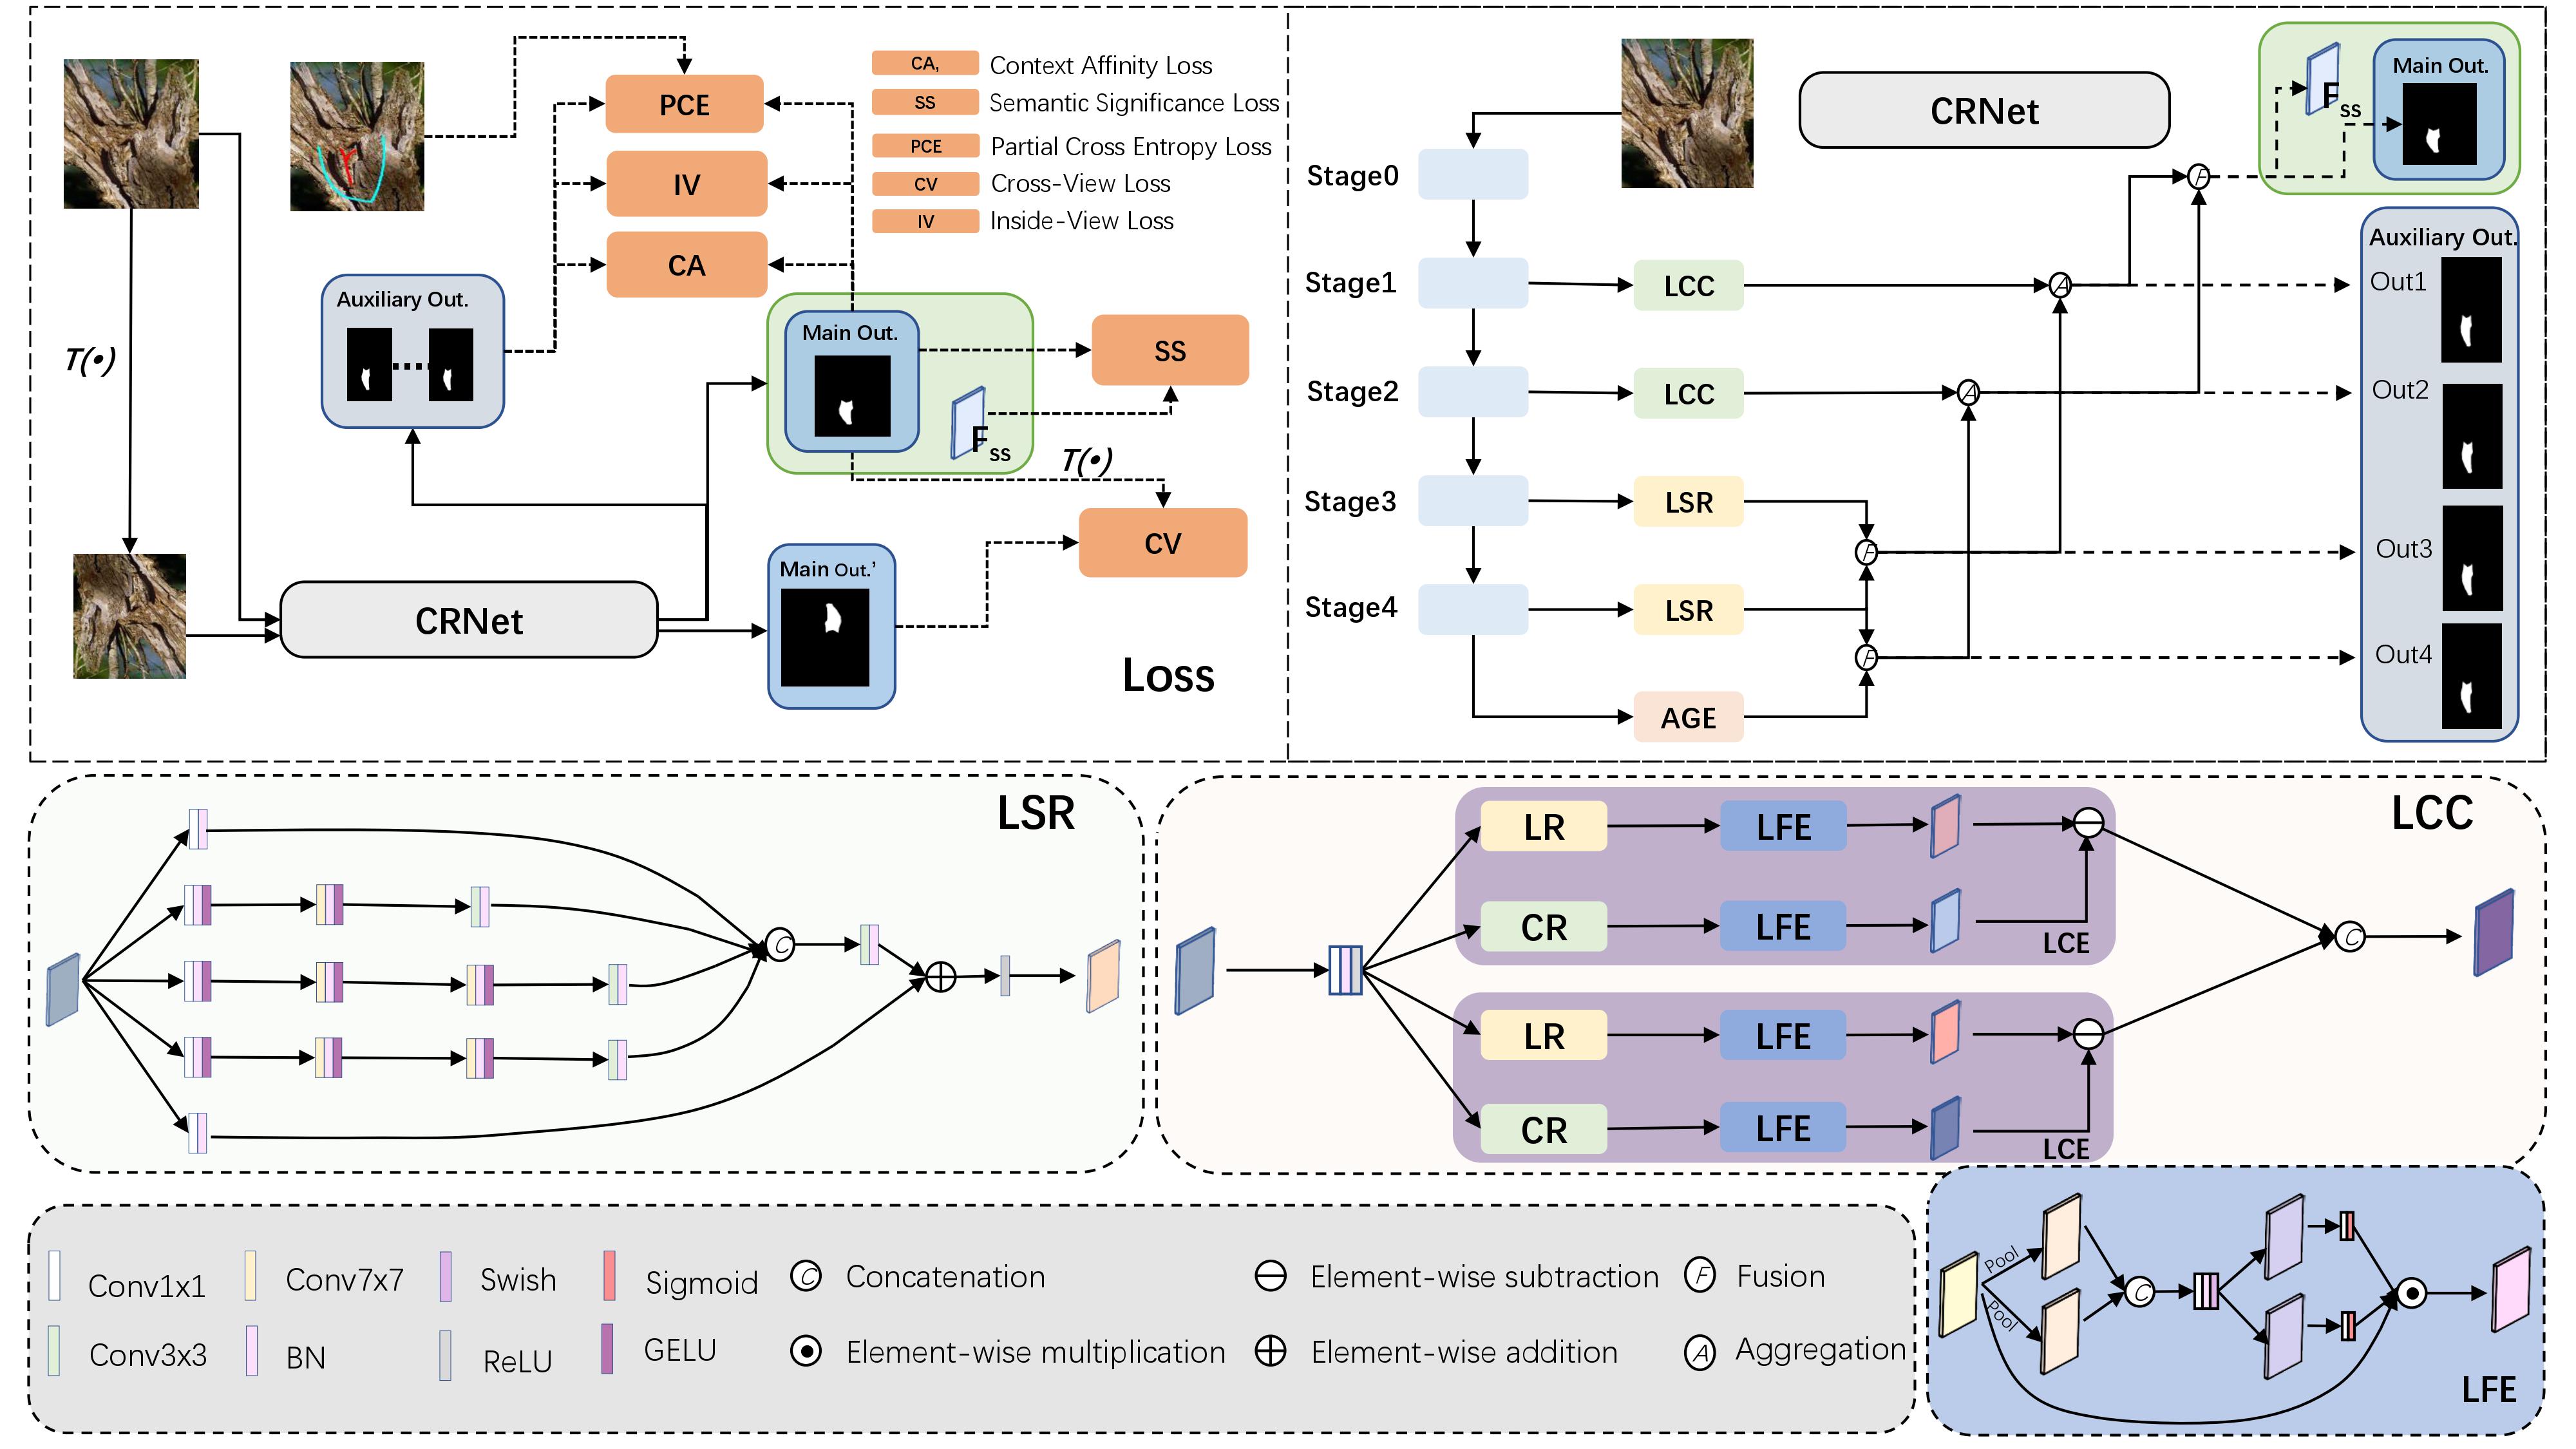 PCE
IV
CA
CA, Context Affinity Loss
SS Semantic Significance Loss
PCE Partial Cross Entropy Loss
CV Cross-View Loss
IV Inside-View Loss
Auxiliary Out.
Main Out.
F SS
SS
T(•)
T(•)
CV
Main Out.’
CRNet
Loss
CRNet
F SS
Main Out.
Stage0
F
Auxiliary Out.
Stage1
LCC
A
Out1
Stage2
LCC
A
Out2
Stage3
LSR
F
Out3
Stage4
LSR
F
Out4
AGE
LSR
C
LCC
LR
LFE
CR
LFE
LCE
C
LR
LFE
CR
LFE
LCE
Conv1x1
Conv7x7
Swish
Sigmoid
C Concatenation
Element-wise subtraction
F Fusion
Conv3x3
BN
ReLU
GELU
Element-wise multiplication
Element-wise addition
A Aggregation
Pool
Pool
C
LFE